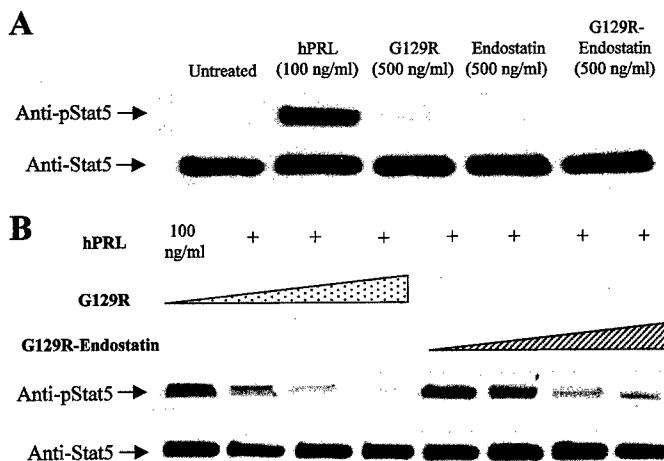 A
Untreated
hPRL
(100 ng/ml)
G129R
(500 ng/ml)
Endostatin
(500 ng/ml)
G129R-
Endostatin
(500 ng/ml)
Anti-pStat5
Anti-Stat5
B
hPRL
100
ng/ml
+ + + + + + +
G129R
G129R-Endostatin
Anti-pStat5
Anti-Stat5